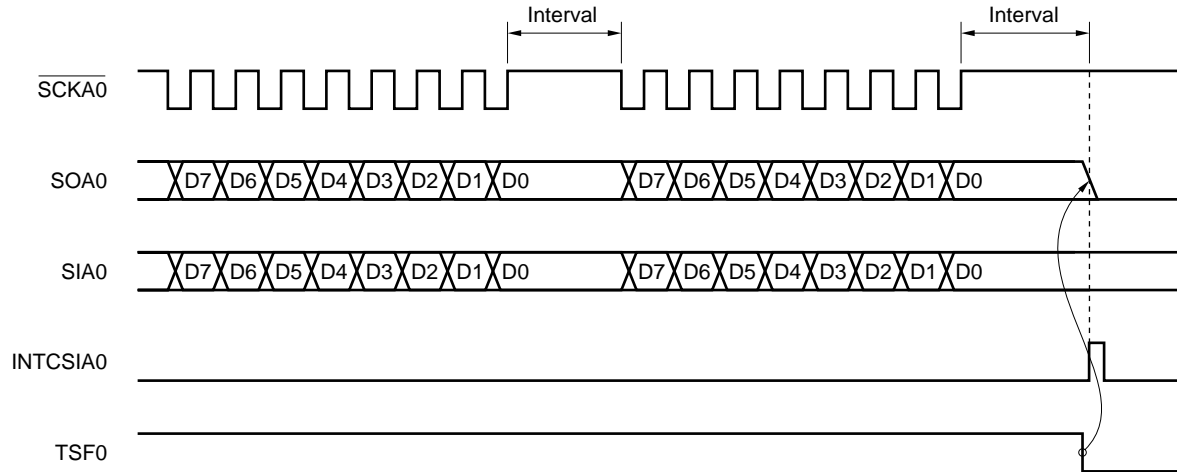 Interval Interval
SCKA0
SOA0 D7 D6 D5 D4 D3 D2 D1 D0 D7 D6 D5 D4 D3 D2 D1 D0
SIA0 D7 D6 D5 D4 D3 D2 D1 D0 D7 D6 D5 D4 D3 D2 D1 D0
INTCSIA0
TSF0